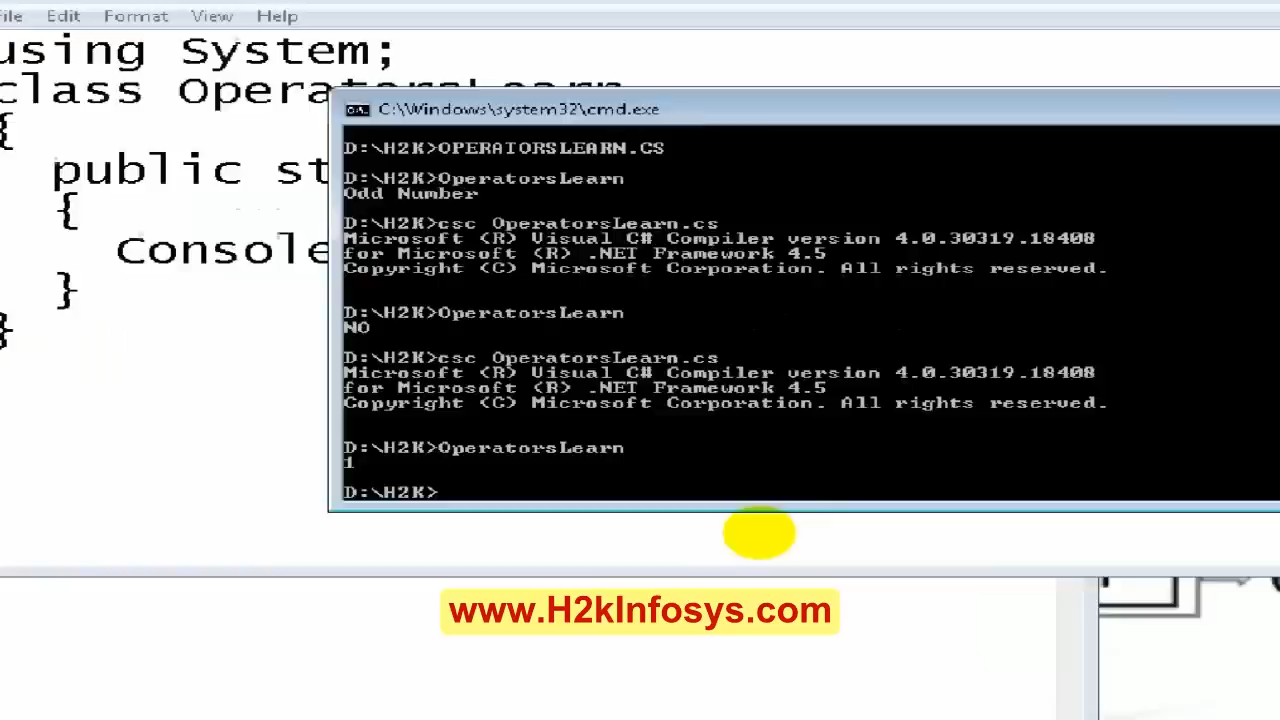 File Edit Format View Help
using System;
class OperatorsLearn
{
public st
{
Console
}
}
C:\Windows\system32\cmd.exe
D:\H2K>OPERATORSLEARN.CS
D:\H2K>OperatorsLearn
Odd Number
D:\H2K>csc OperatorsLearn.cs
Microsoft (R) Visual C# Compiler version 4.0.30319.18408
for Microsoft (R) .NET Framework 4.5
Copyright (C) Microsoft Corporation. All rights reserved.
D:\H2K>OperatorsLearn
NO
D:\H2K>csc OperatorsLearn.cs
Microsoft (R) Visual C# Compiler version 4.0.30319.18408
for Microsoft (R) .NET Framework 4.5
Copyright (C) Microsoft Corporation. All rights reserved.
D:\H2K>OperatorsLearn
1
D:\H2K>
www.H2kInfosys.com